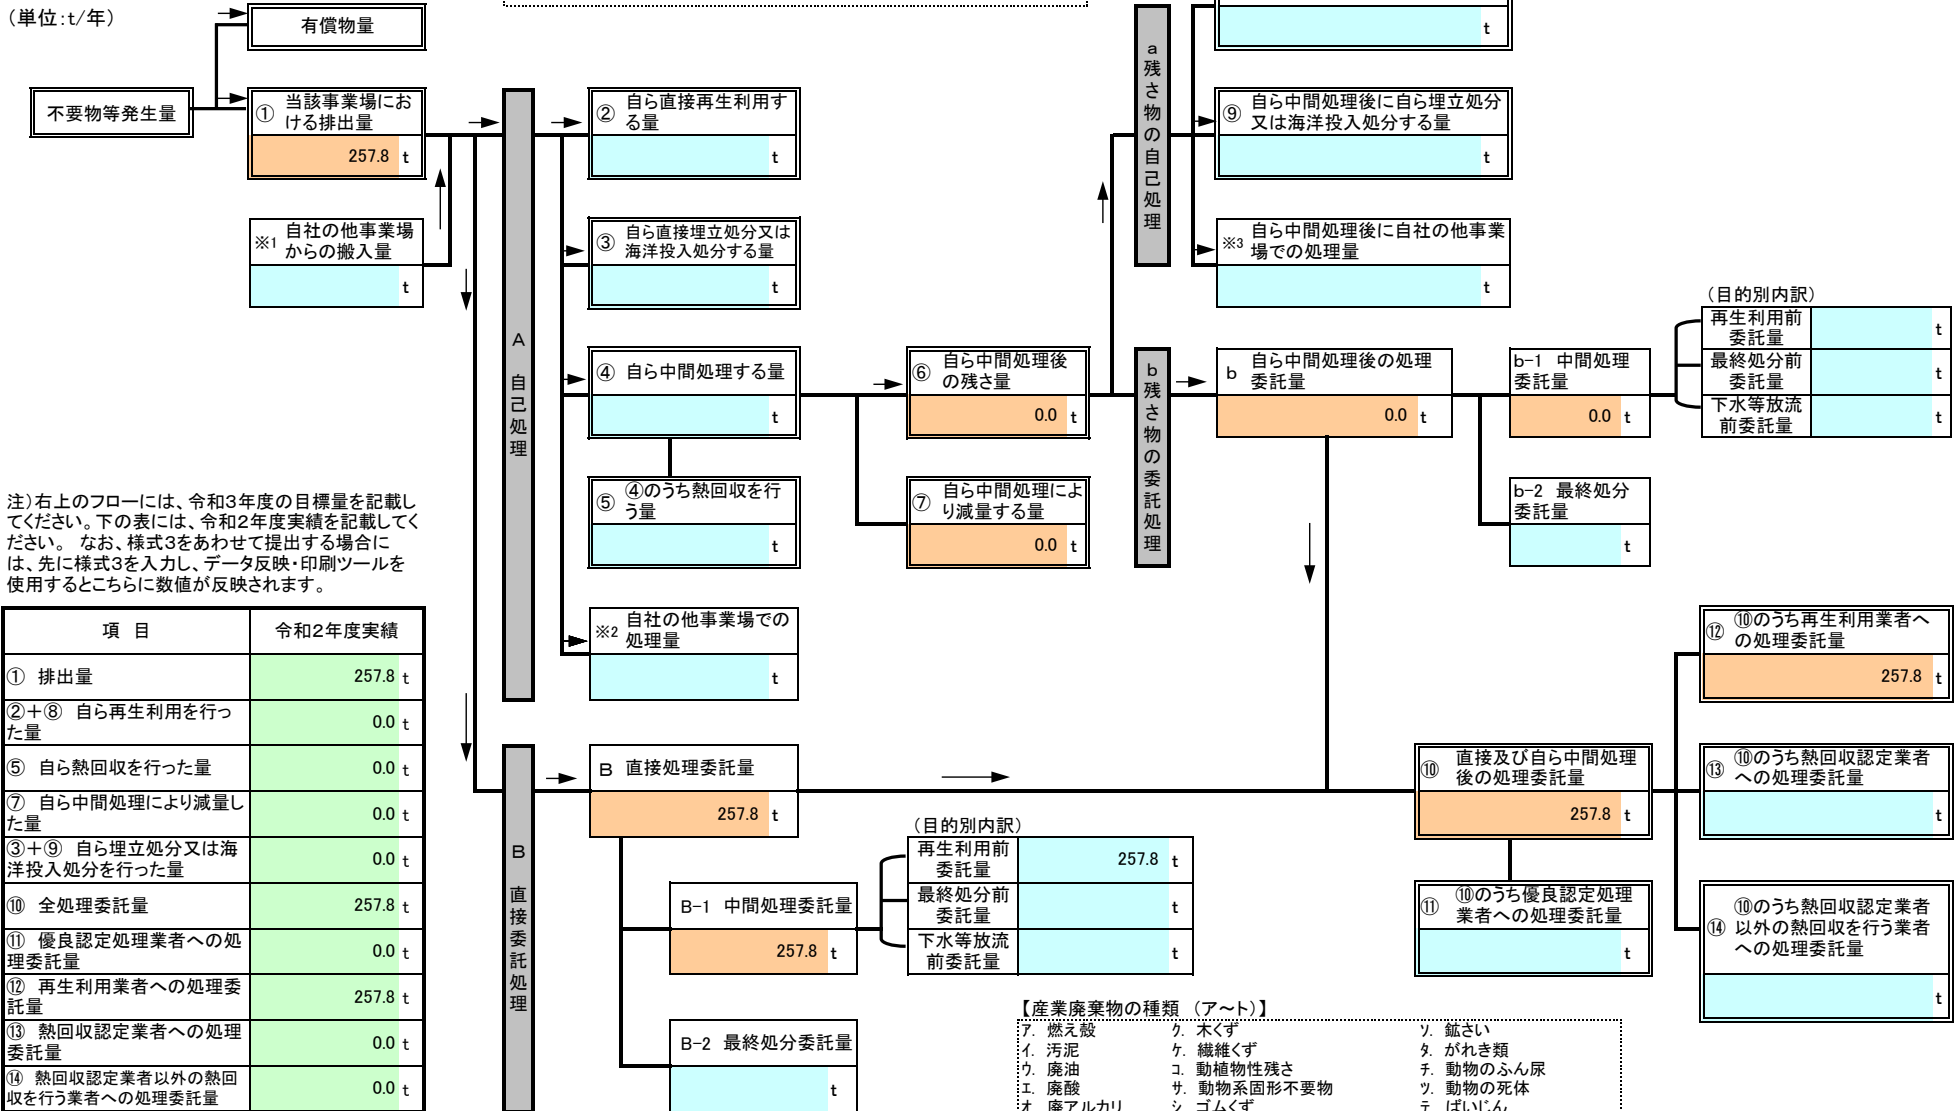 （単位：t/年）
有償物量
t
不要物等発生量
① 当該事業場にお
ける排出量
257.8 t
※1 自社の他事業場
からの搬入量
t
A 自己処理
② 自ら直接再生利用す
る量
t
③ 自ら直接埋立処分又は
海洋投入処分する量
t
④ 自ら中間処理する量
t
⑤ ④のうち熱回収を行
う量
t
※2 自社の他事業場での
処理量
t
⑥ 自ら中間処理後
の残さ量
0.0 t
⑦ 自ら中間処理によ
り減量する量
0.0 t
a 残さ物の自己処理
⑨ 自ら中間処理後に自ら埋立処分
又は海洋投入処分する量
t
※3 自ら中間処理後に自社の他事業
場での処理量
t
b 残さ物の委託処理
b 自ら中間処理後の処理
委託量
0.0 t
b-1 中間処理
委託量
0.0 t
b-2 最終処分
委託量
t
（目的別内訳）
再生利用前
委託量
t
最終処分前
委託量
t
下水等放流
前委託量
t
注）右上のフローには、令和3年度の目標量を記載し
てください。下の表には、令和２年度実績を記載してく
ださい。 なお、様式3をあわせて提出する場合に
は、先に様式3を入力し、データ反映・印刷ツールを
使用するとこちらに数値が反映されます。
項 目 令和２年度実績
① 排出量 257.8 t
②＋⑧ 自ら再生利用を行っ
た量 0.0 t
⑤ 自ら熱回収を行った量 0.0 t
⑦ 自ら中間処理により減量し
た量 0.0 t
③＋⑨ 自ら埋立処分又は海
洋投入処分を行った量 0.0 t
⑩ 全処理委託量 257.8 t
⑪ 優良認定処理業者への処
理委託量 0.0 t
⑫ 再生利用業者への処理委
託量 257.8 t
⑬ 熱回収認定業者への処理
委託量 0.0 t
⑭ 熱回収認定業者以外の熱回
収を行う業者への処理委託量 0.0 t
B 直接委託処理
B 直接処理委託量
257.8 t
B-1 中間処理委託量
257.8 t
B-2 最終処分委託量
t
（目的別内訳）
再生利用前
委託量
257.8 t
最終処分前
委託量
t
下水等放流
前委託量
t
⑩ 直接及び自ら中間処理
後の処理委託量
257.8 t
⑪ ⑩のうち優良認定処理
業者への処理委託量
t
⑫ ⑩のうち再生利用業者へ
の処理委託量
257.8 t
⑬ ⑩のうち熱回収認定業者
への処理委託量
t
⑭ ⑩のうち熱回収認定業者
以外の熱回収を行う業者
への処理委託量
t
【産業廃棄物の種類 （ア～ト）】
ｱ. 燃え殻 ｸ. 木くず ｿ. 鉱さい
ｲ. 汚泥 ｹ. 繊維くず ﾀ. がれき類
ｳ. 廃油 ｺ. 動植物性残さ ﾁ. 動物のふん尿
ｴ. 廃酸 ｻ. 動物系固形不要物 ﾂ. 動物の死体
ｵ. 廃アルカリ ｼ. ゴムくず ﾃ. ばいじん